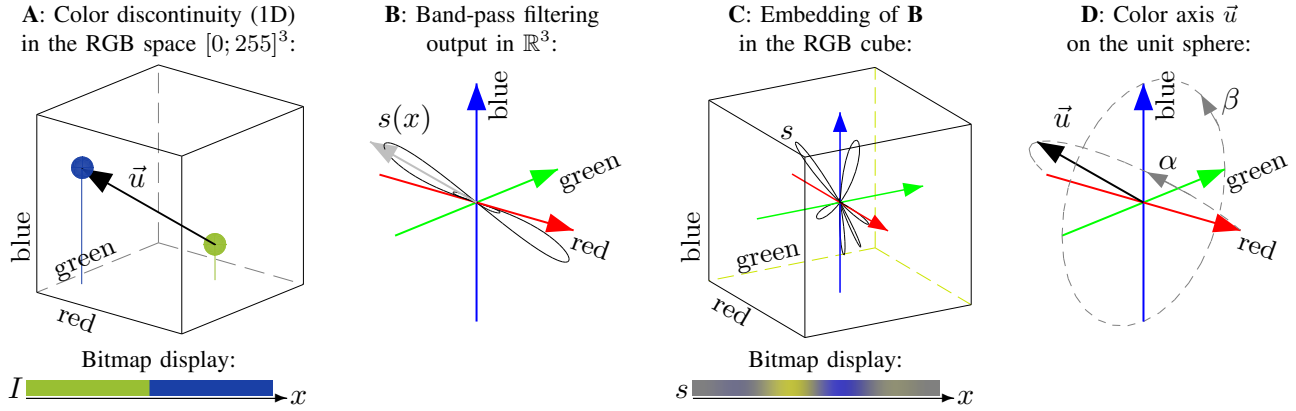 A: Color discontinuity (1D)
in the RGB space [0; 255]³:
blue
green
red
u⃗
Bitmap display:
I
x
B: Band-pass filtering
output in ℝ³:
blue
s(x)
green
red
C: Embedding of B
in the RGB cube:
s
blue
green
red
Bitmap display:
s
x
D: Color axis u⃗
on the unit sphere:
blue
β
u⃗
α
green
red